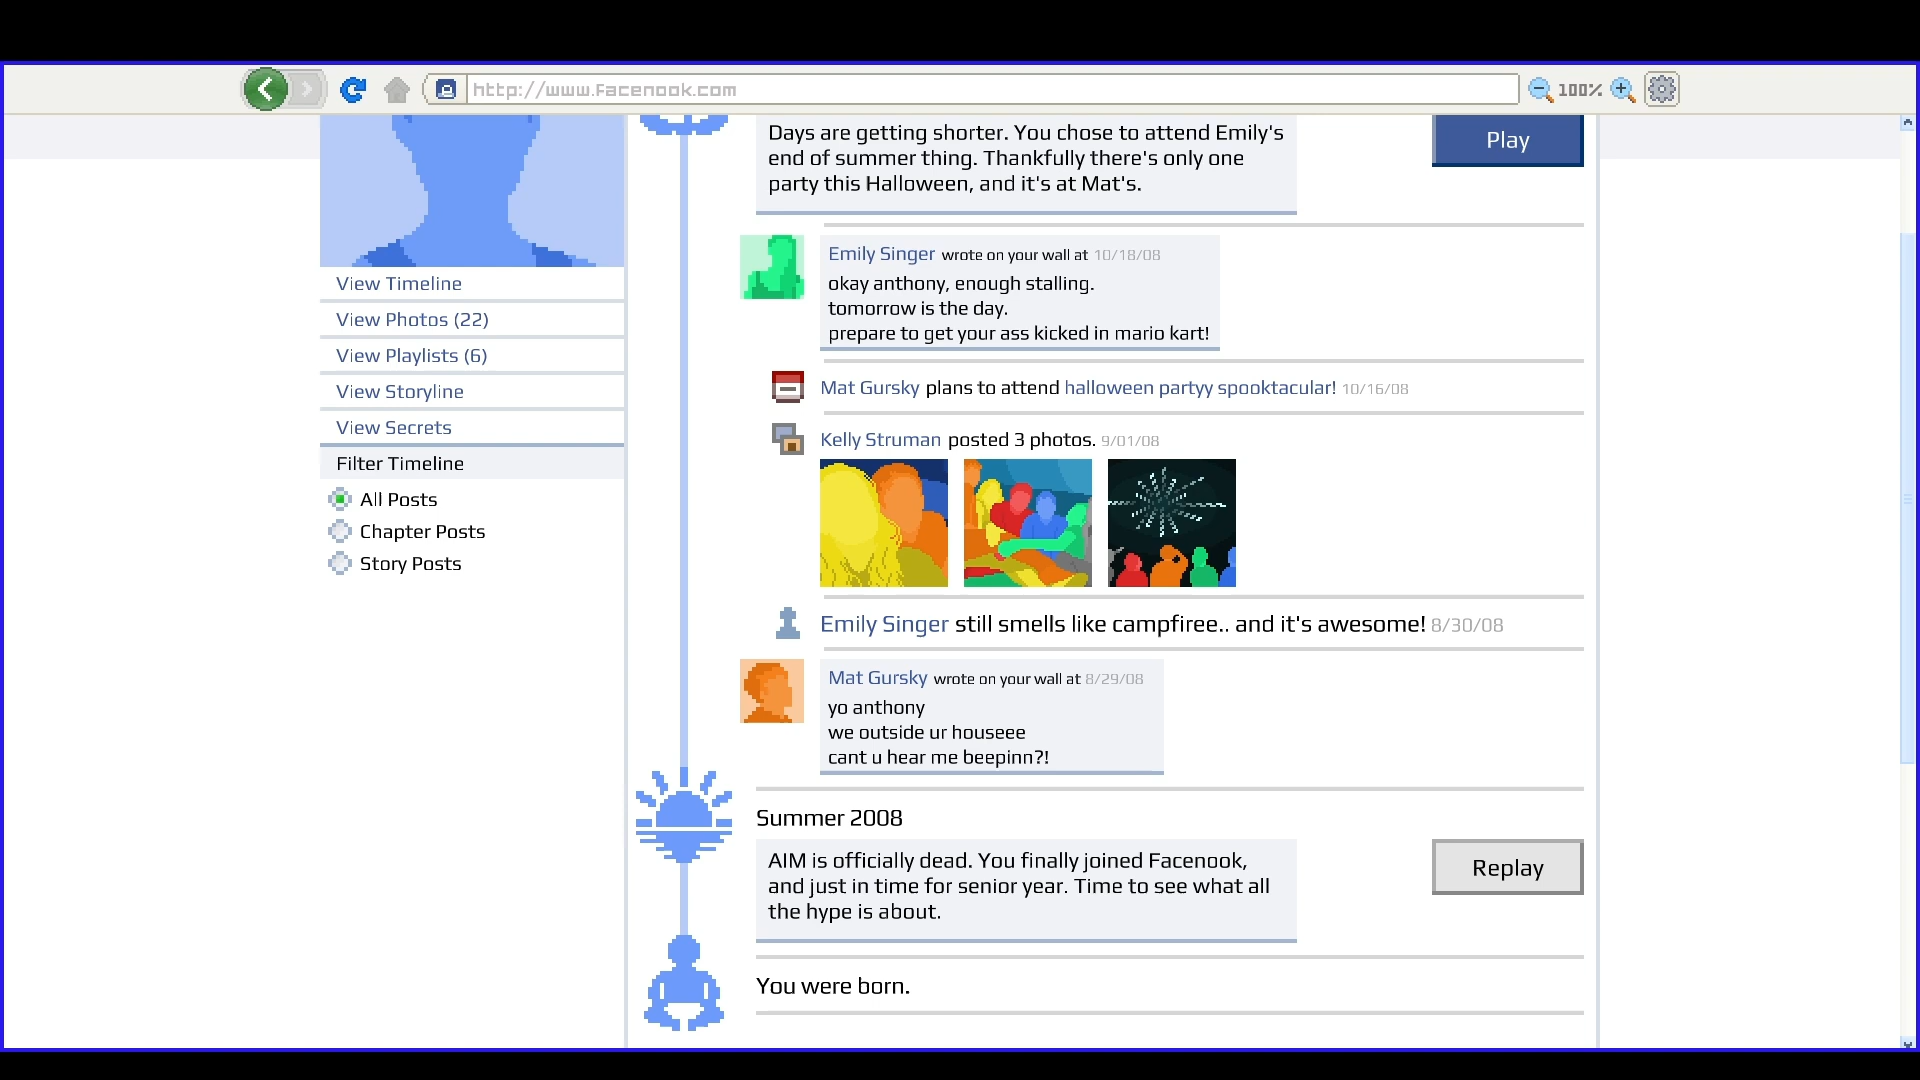 http://www.Facenook.com
100%
Days are getting shorter. You chose to attend Emily's
end of summer thing. Thankfully there's only one
party this Halloween, and it's at Mat's.
Play
Emily Singer wrote on your wall at 10/18/08
okay anthony, enough stalling.
tomorrow is the day.
prepare to get your ass kicked in mario kart!
View Timeline
View Photos (22)
View Playlists (6)
View Storyline
View Secrets
Filter Timeline
All Posts
Chapter Posts
Story Posts
Mat Gursky plans to attend halloween partyy spooktacular! 10/16/08
Kelly Struman posted 3 photos. 9/01/08
Emily Singer still smells like campfiree.. and it's awesome! 8/30/08
Mat Gursky wrote on your wall at 8/29/08
yo anthony
we outside ur houseee
cant u hear me beepinn?!
Summer 2008
AIM is officially dead. You finally joined Facenook,
and just in time for senior year. Time to see what all
the hype is about.
Replay
You were born.